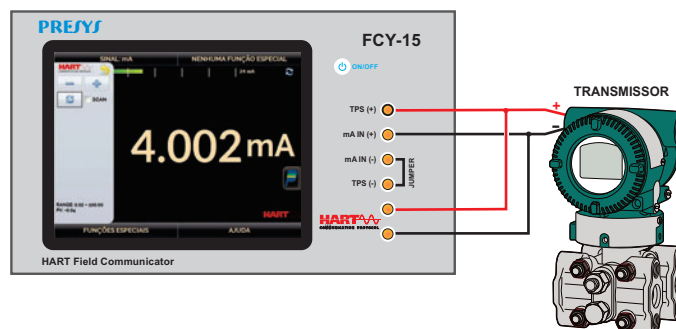 PRESYS
FCY-15
ON/OFF
SINAL: mA
NENHUMA FUNÇÃO ESPECIAL
HART
24 mA
SCAN
4.002 mA
RANGE 0.00 ~ 100.00
HART
FUNÇÕES ESPECIAIS
AJUDA
TPS (+)
mA IN (+)
mA IN (-)
TPS (-)
JUMPER
HART
COMMUNICATION PROTOCOL
HART Field Communicator
TRANSMISSOR
+
−